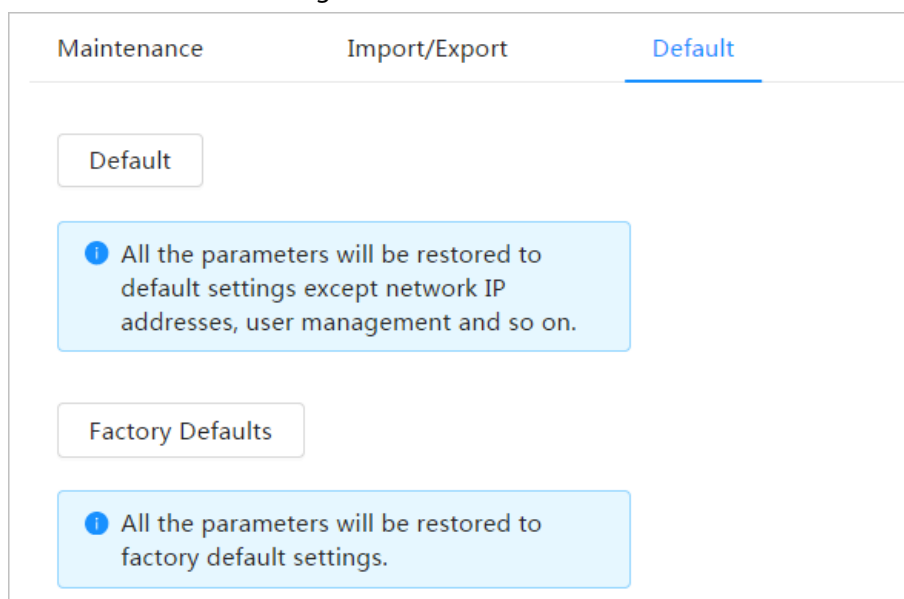 Maintenance Import/Export Default
Default
All the parameters will be restored to
default settings except network IP
addresses, user management and so on.
Factory Defaults
All the parameters will be restored to
factory default settings.